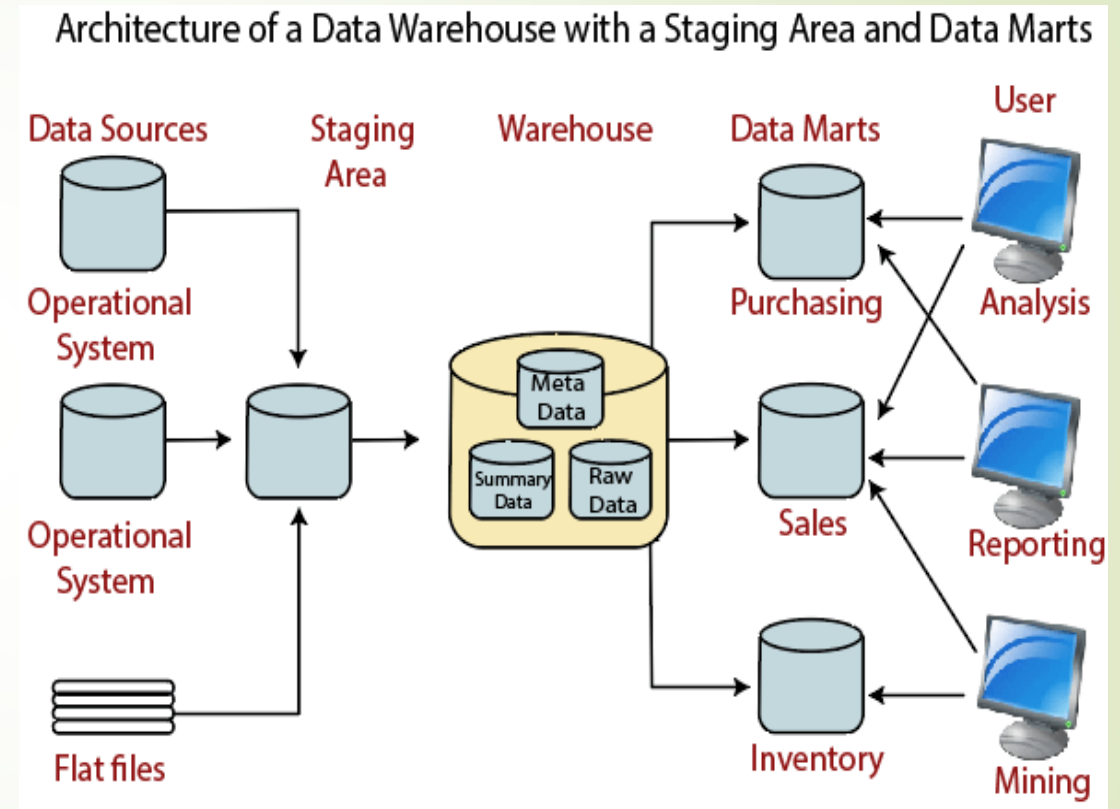 Architecture of a Data Warehouse with a Staging Area and Data Marts
Data Sources
Staging
Area
Warehouse
Data Marts
User
Operational
System
Purchasing
Analysis
Meta
Data
Summary
Data
Raw
Data
Operational
System
Sales
Reporting
Flat files
Inventory
Mining